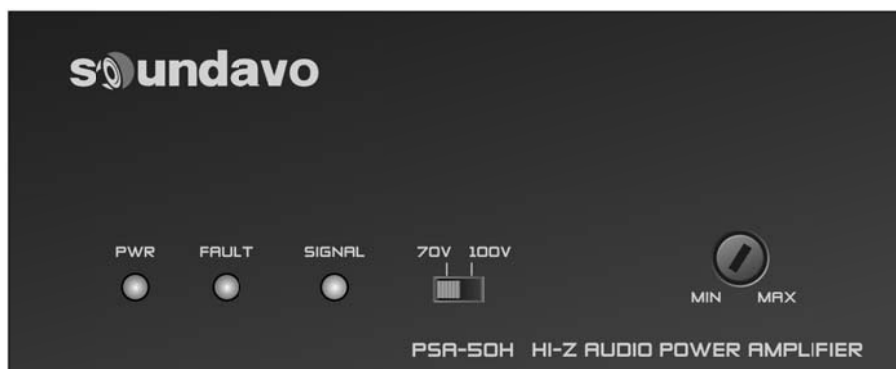 soundavo
PWR FAULT SIGNAL 70V 100V
MIN MAX
PSA-50H HI-Z AUDIO POWER AMPLIFIER